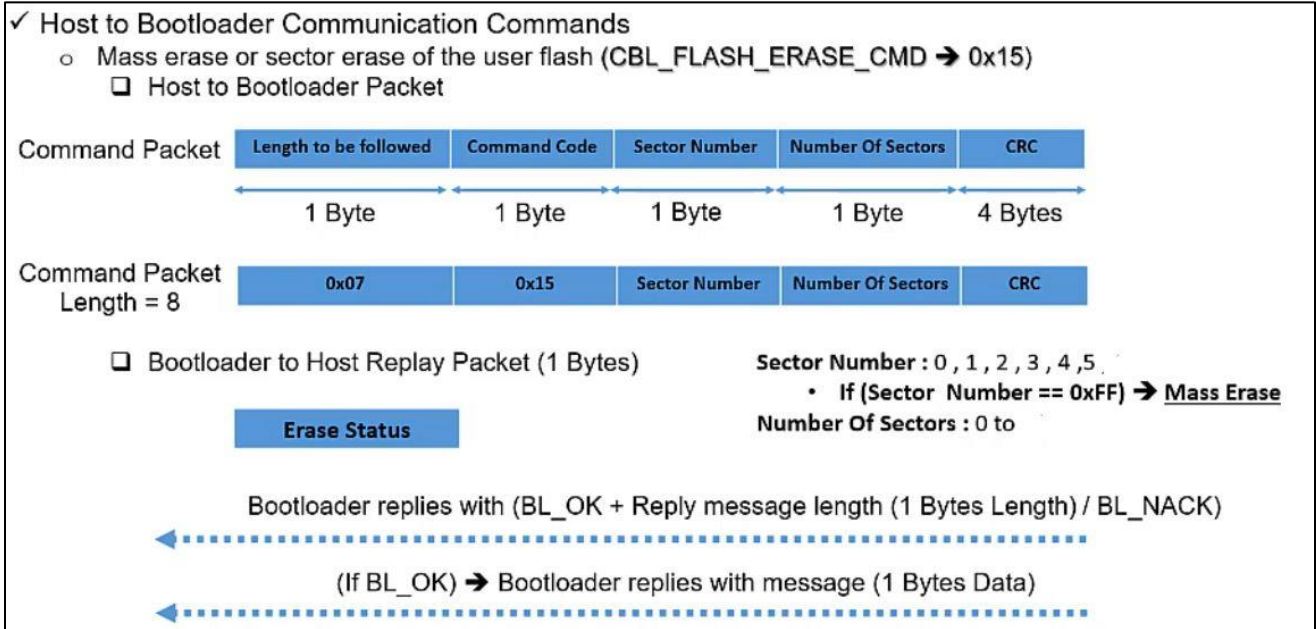 ✓ Host to Bootloader Communication Commands
o Mass erase or sector erase of the user flash (CBL_FLASH_ERASE_CMD ➔ 0x15)
❑ Host to Bootloader Packet
Command Packet Length to be followed Command Code Sector Number Number Of Sectors CRC
1 Byte 1 Byte 1 Byte 1 Byte 4 Bytes
Command Packet
Length = 8
0x07 0x15 Sector Number Number Of Sectors CRC
❑ Bootloader to Host Replay Packet (1 Bytes)
Sector Number : 0 , 1 , 2 , 3 , 4 ,5
• If (Sector Number == 0xFF) ➔ Mass Erase
Number Of Sectors : 0 to
Erase Status
Bootloader replies with (BL_OK + Reply message length (1 Bytes Length) / BL_NACK)
(If BL_OK) ➔ Bootloader replies with message (1 Bytes Data)